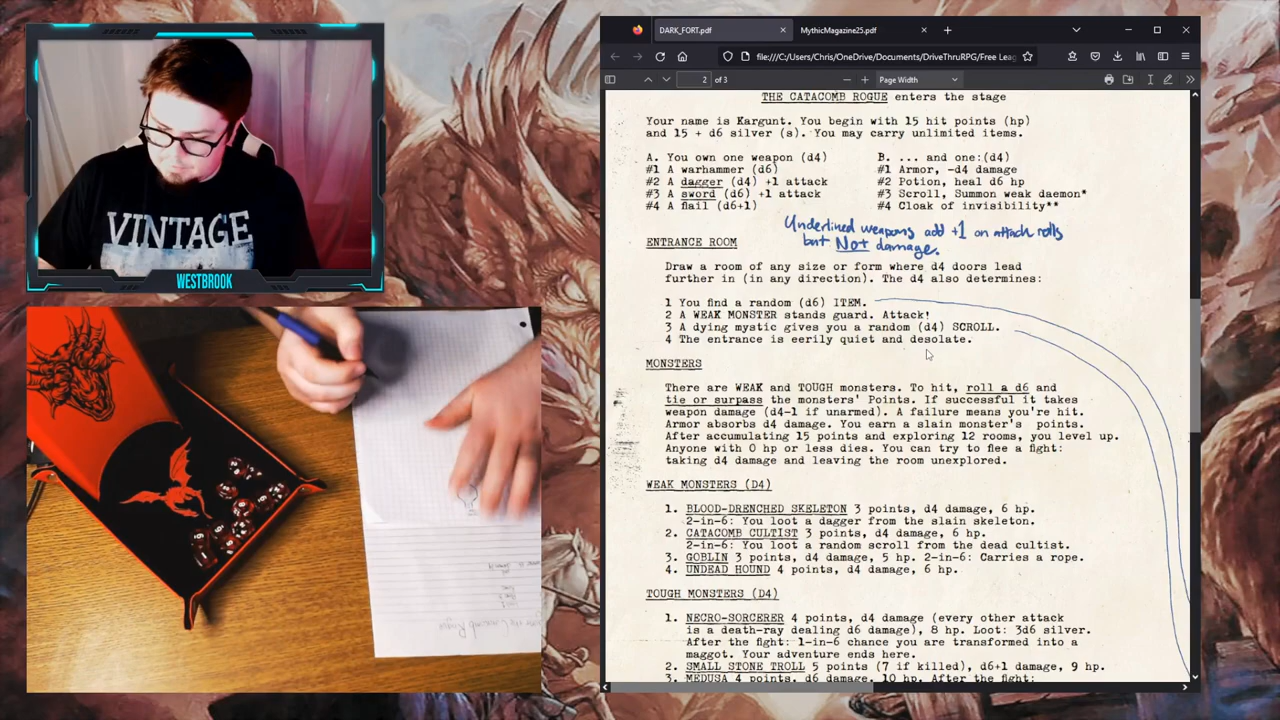 VINTAGE
WESTBROOK
DARK_FORT.pdf
MythicMagazine25.pdf
file:///C:/Users/Chris/OneDrive/Documents/DriveThruRPG/Free Leag
2 of 3
Page Width
THE CATACOMB ROGUE enters the stage
Your name is Kargunt. You begin with 15 hit points (hp)
and 15 + d6 silver (s). You may carry unlimited items.
A. You own one weapon (d4)
#1 A warhammer (d6)
#2 A dagger (d4) +1 attack
#3 A sword (d6) +1 attack
#4 A flail (d6+1)
B. ... and one:(d4)
#1 Armor, -d4 damage
#2 Potion, heal d6 hp
#3 Scroll, Summon weak daemon*
#4 Cloak of invisibility**
Underlined weapons add +1 on attack rolls
but Not damage.
ENTRANCE ROOM
Draw a room of any size or form where d4 doors lead
further in (in any direction). The d4 also determines:
1 You find a random (d6) ITEM.
2 A WEAK MONSTER stands guard. Attack!
3 A dying mystic gives you a random (d4) SCROLL.
4 The entrance is eerily quiet and desolate.
MONSTERS
There are WEAK and TOUGH monsters. To hit, roll a d6 and
tie or surpass the monsters' Points. If successful it takes
weapon damage (d4-1 if unarmed). A failure means you're hit.
Armor absorbs d4 damage. You earn a slain monster's points.
After accumulating 15 points and exploring 12 rooms, you level up.
Anyone with 0 hp or less dies. You can try to flee a fight:
taking d4 damage and leaving the room unexplored.
WEAK MONSTERS (D4)
1. BLOOD-DRENCHED SKELETON 3 points, d4 damage, 6 hp.
2-in-6: You loot a dagger from the slain skeleton.
2. CATACOMB CULTIST 3 points, d4 damage, 6 hp.
2-in-6: You loot a random scroll from the dead cultist.
3. GOBLIN 3 points, d4 damage, 5 hp. 2-in-6: Carries a rope.
4. UNDEAD HOUND 4 points, d4 damage, 6 hp.
TOUGH MONSTERS (D4)
1. NECRO-SORCERER 4 points, d4 damage (every other attack
is a death-ray dealing d6 damage), 8 hp. Loot: 3d6 silver.
After the fight: 1-in-6 chance you are transformed into a
maggot. Your adventure ends here.
2. SMALL STONE TROLL 5 points (7 if killed), d6+1 damage, 9 hp.
3. MEDUSA 4 points, d6 damage, 10 hp. After the fight: